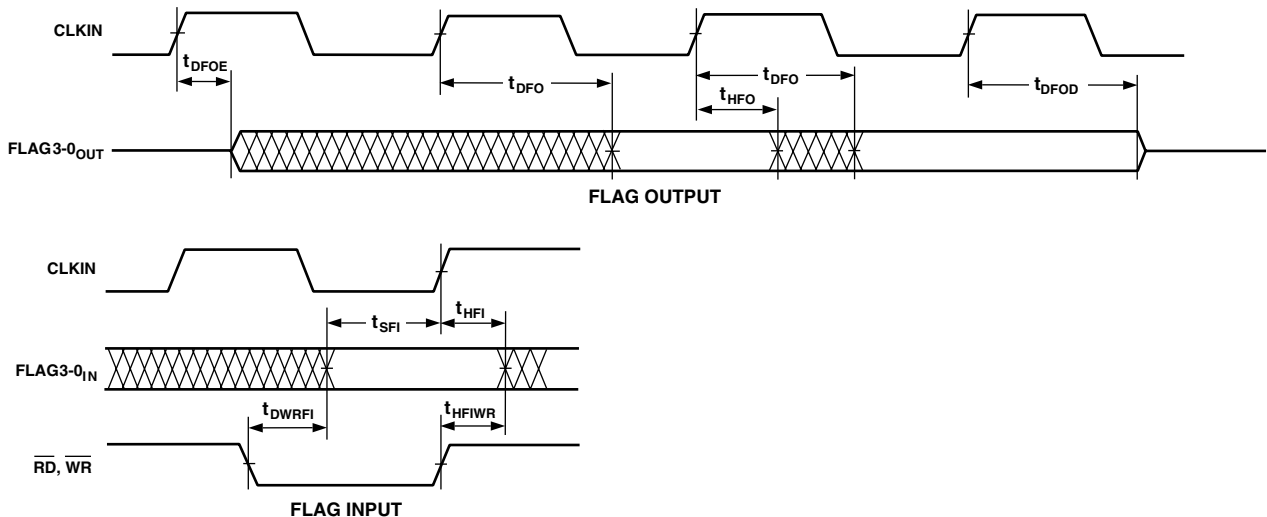 CLKIN
tDFOE
tDFO
tDFO
tHFO
tDFOD
FLAG3-0OUT
FLAG OUTPUT
CLKIN
tSFI
tHFI
FLAG3-0IN
tDWRFI
tHFIWR
RD, WR
FLAG INPUT